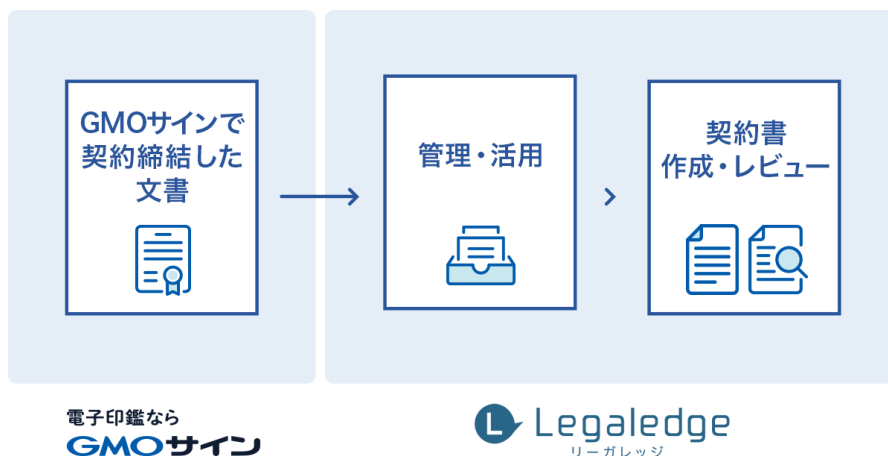 GMOサインで
契約締結した
文書
管理・活用
契約書
作成・レビュー
電子印鑑なら
GMOサイン
L Legaledge
リーガレッジ